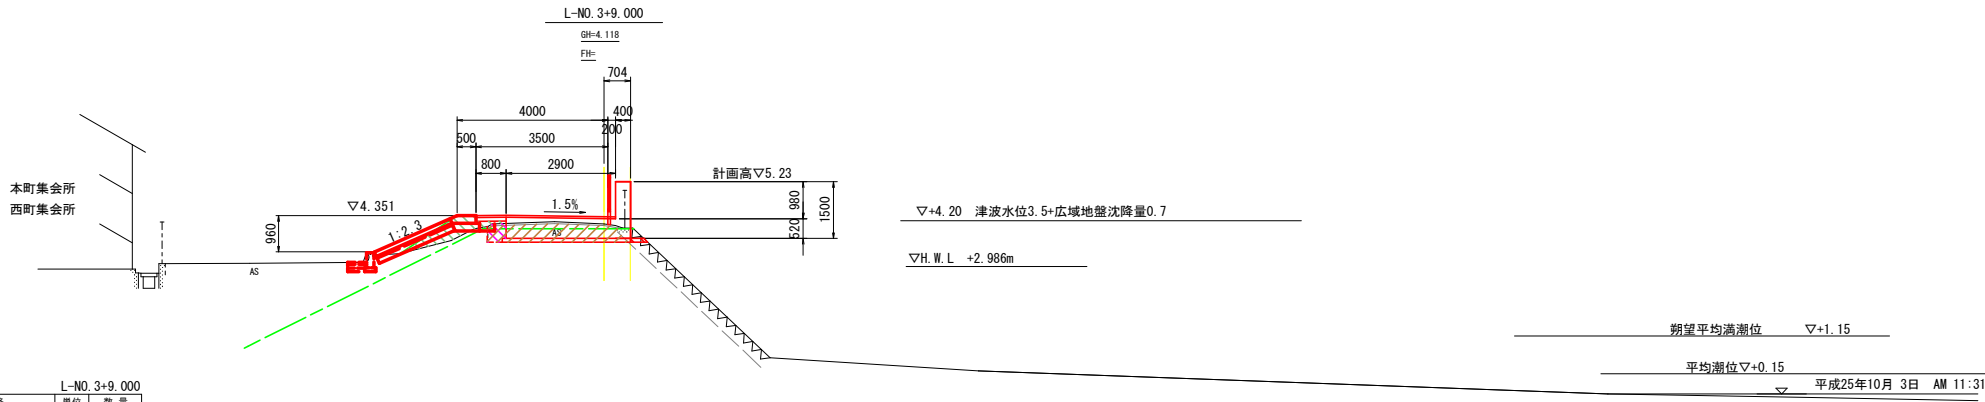 L-NO.3+9.000
GH=4.118
FH=
704
4000
400
200
500
3500
800
2900
計画高▽5.23
本町集会所
西町集会所
▽4.351
1.5%
980
1500
520
960
1:2.3
AS
AS
▽+4.20 津波水位3.5+広域地盤沈降量0.7
▽H.W.L +2.986m
朔望平均満潮位 ▽+1.15
平均潮位▽+0.15
平成25年10月 3日 AM 11:31
L-NO.3+9.000
単位 数量